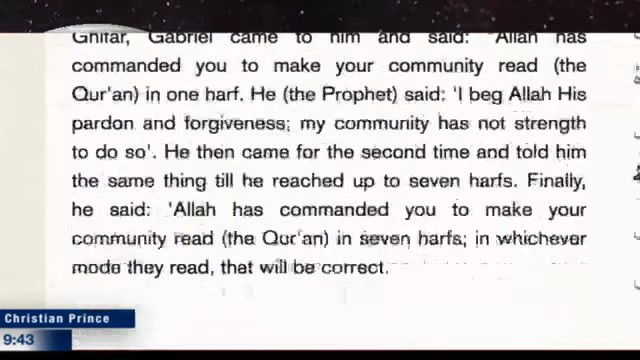 Ghifar, Gabriel came to him and said: 'Allah has
commanded you to make your community read (the
Qur'an) in one harf. He (the Prophet) said: 'I beg Allah His
pardon and forgiveness; my community has not strength
to do so'. He then came for the second time and told him
the same thing till he reached up to seven harfs. Finally,
he said: 'Allah has commanded you to make your
community read (the Qur'an) in seven harfs; in whichever
mode they read, that will be correct.
Christian Prince
9:43